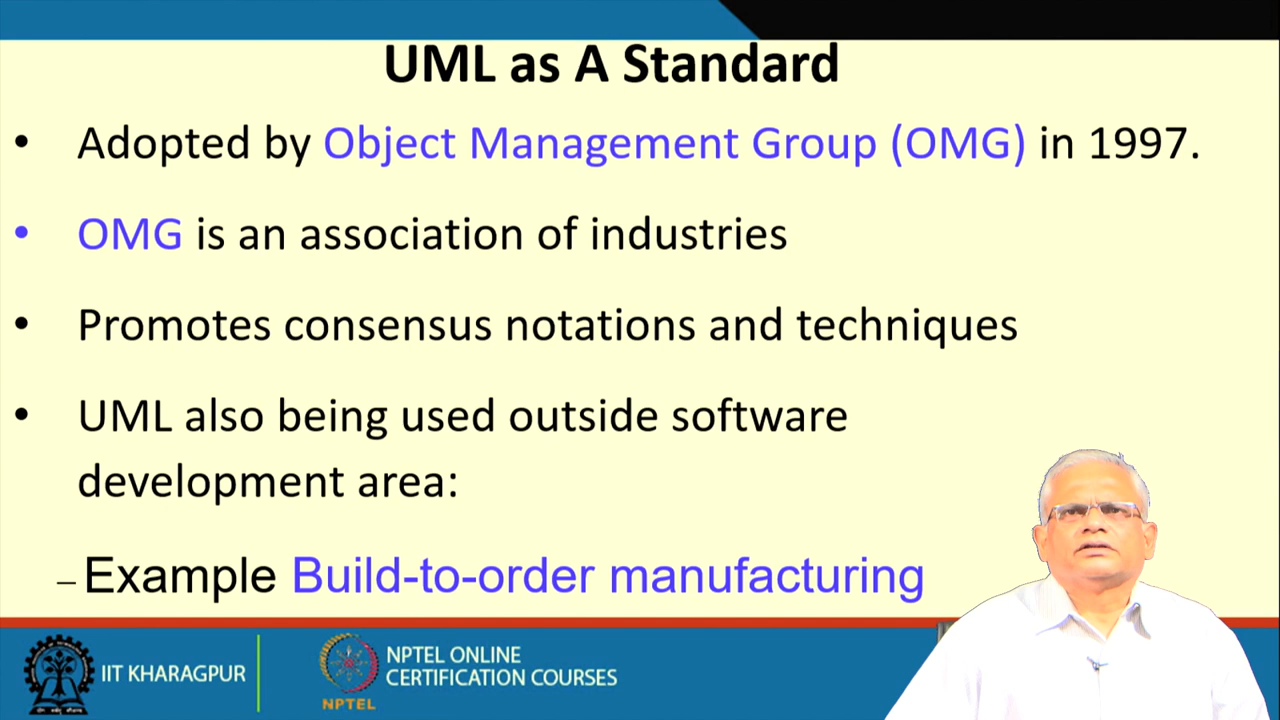 UML as A Standard
• Adopted by Object Management Group (OMG) in 1997.
• OMG is an association of industries
• Promotes consensus notations and techniques
• UML also being used outside software
development area:
– Example Build-to-order manufacturing
IIT KHARAGPUR
NPTEL ONLINE
CERTIFICATION COURSES
NPTEL